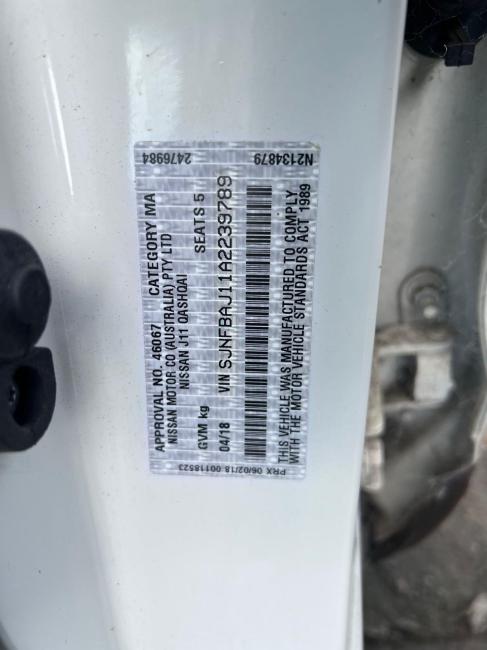 APPROVAL NO. 46067 CATEGORY MA 2476984
NISSAN MOTOR CO (AUSTRALIA) PTY LTD
NISSAN J11 QASHQAI
GVM kg SEATS 5
04/18 VIN SJNFBAJ11A2239789
THIS VEHICLE WAS MANUFACTURED TO COMPLY
WITH THE MOTOR VEHICLE STANDARDS ACT 1989
PRX 06/02/18 00118523 N2134879